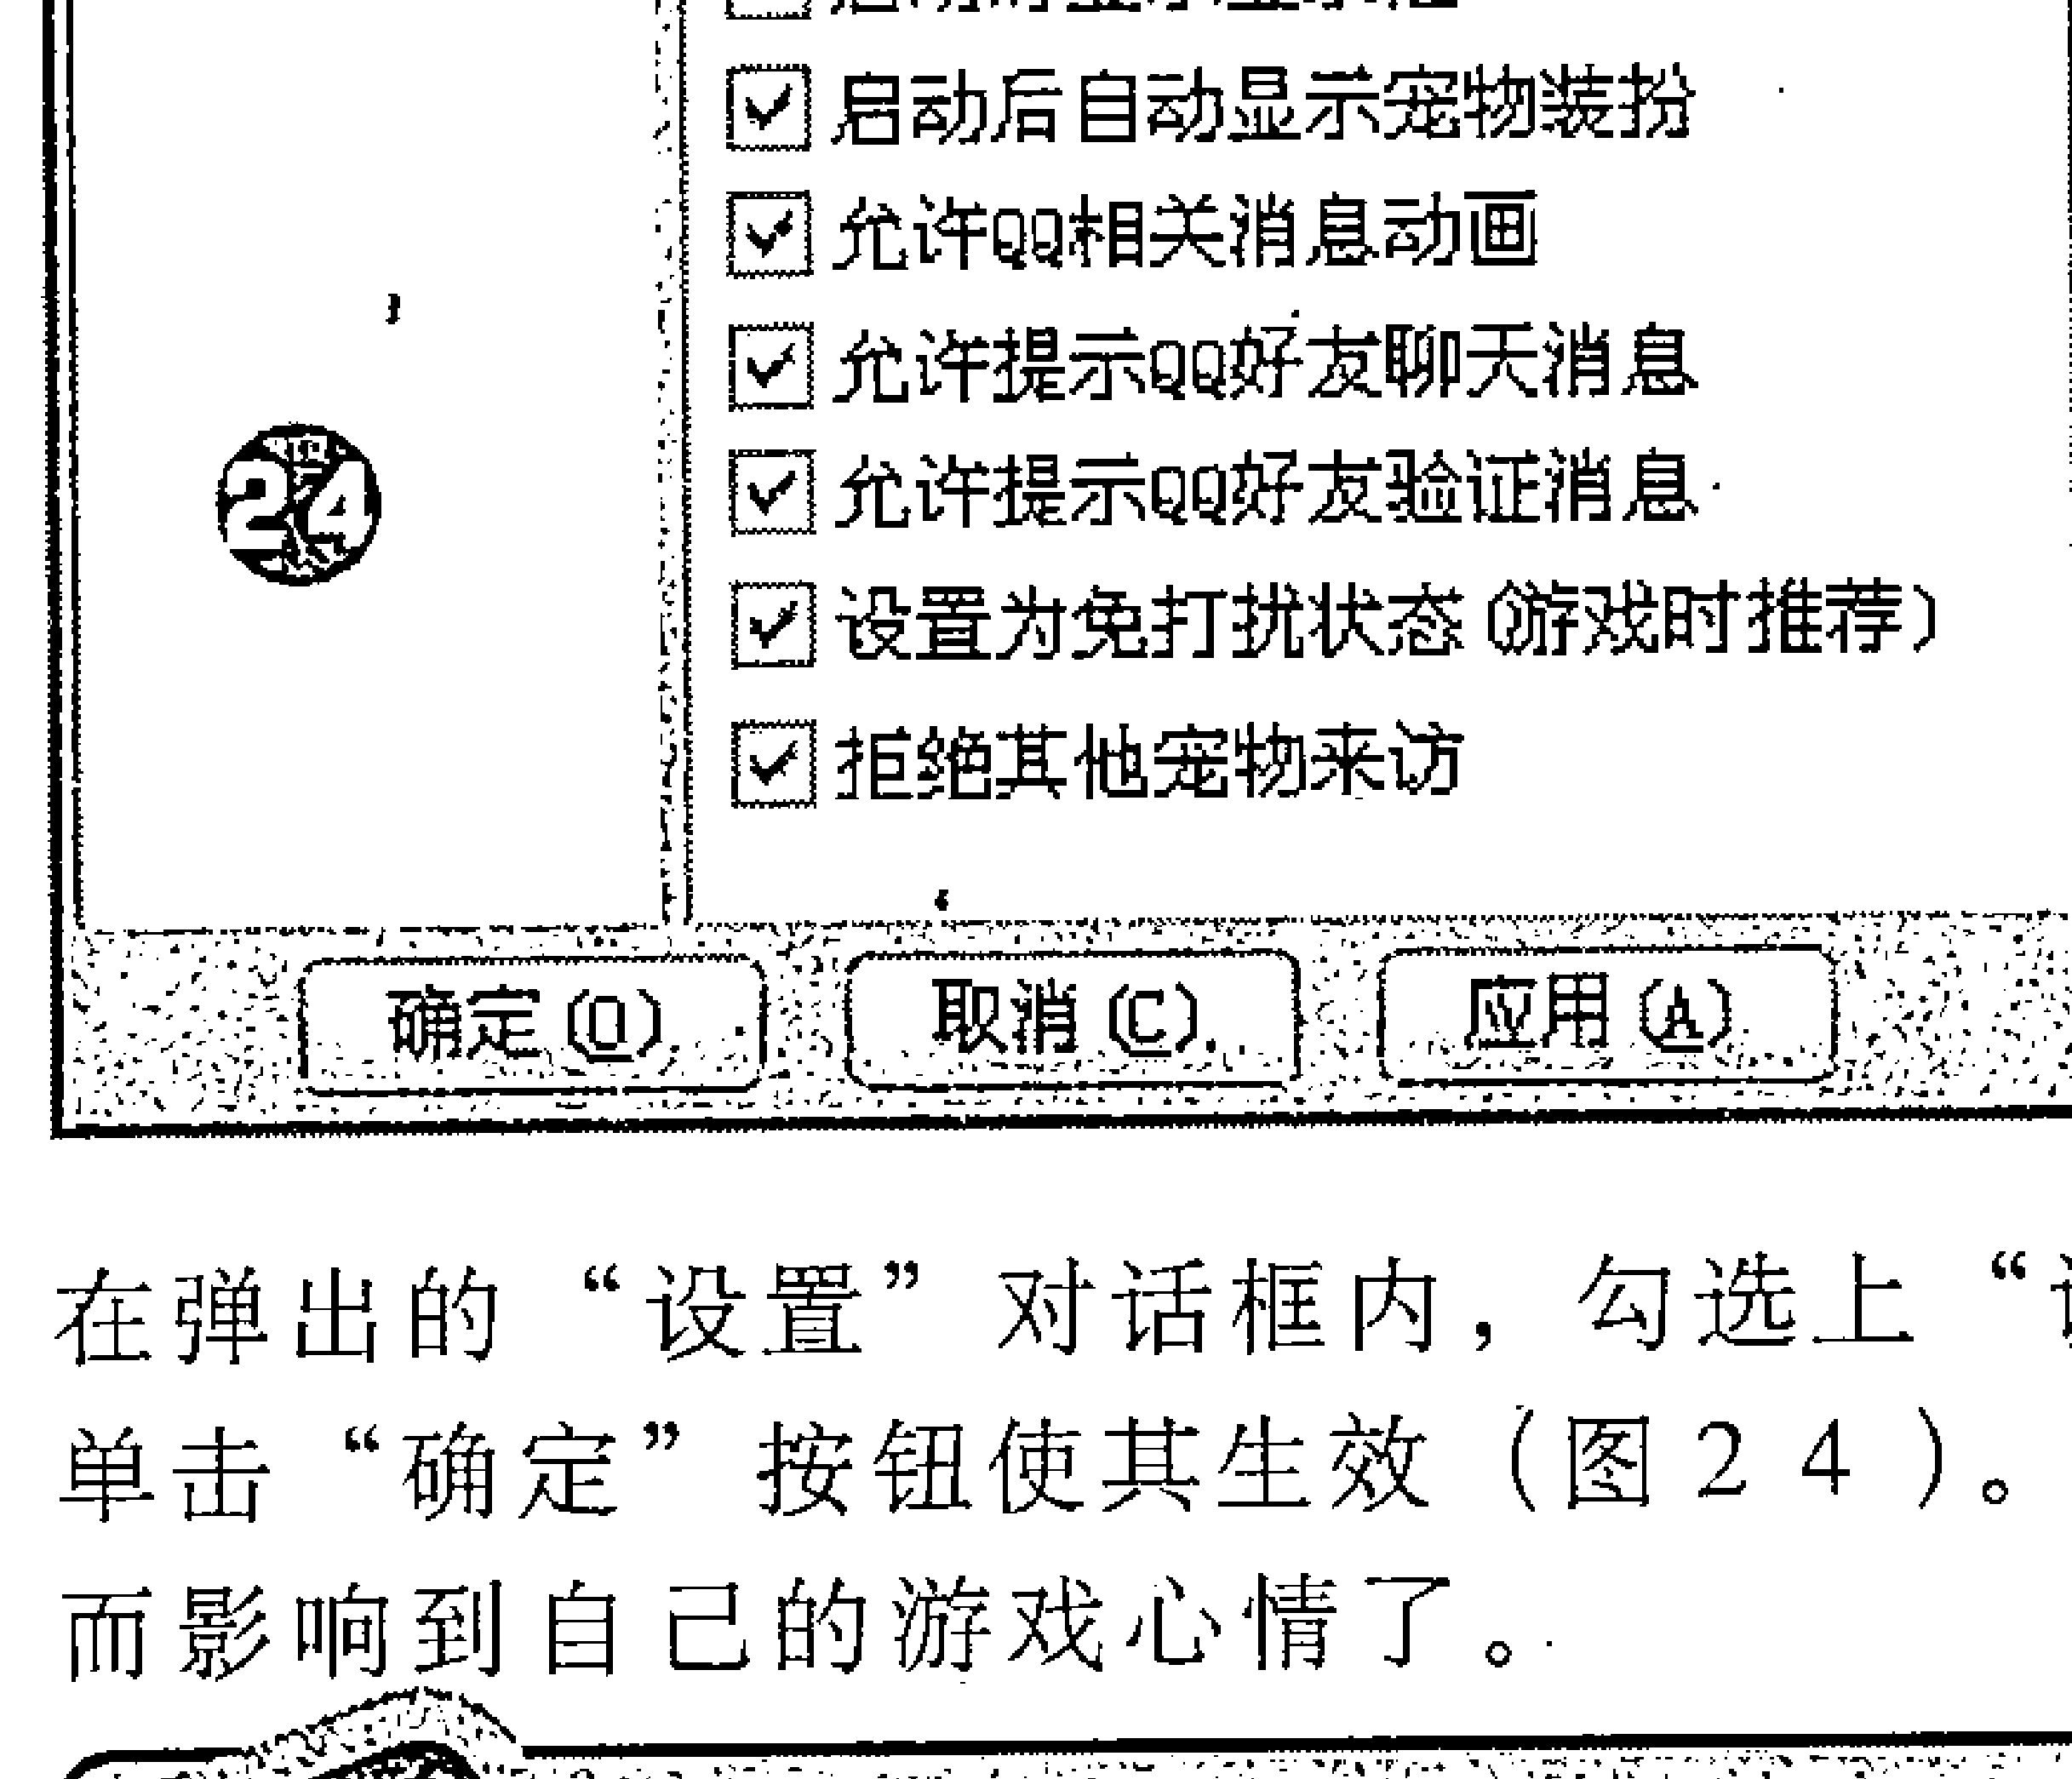 启动后自动显示宠物装扮
允许QQ相关消息动画
允许提示QQ好友聊天消息
允许提示QQ好友验证消息
设置为免打扰状态(游戏时推荐)
拒绝其他宠物来访
24
确定(O) 取消(C) 应用(A)
在弹出的“设置”对话框内，勾选上“
单击“确定”按钮使其生效（图24）。
而影响到自己的游戏心情了。